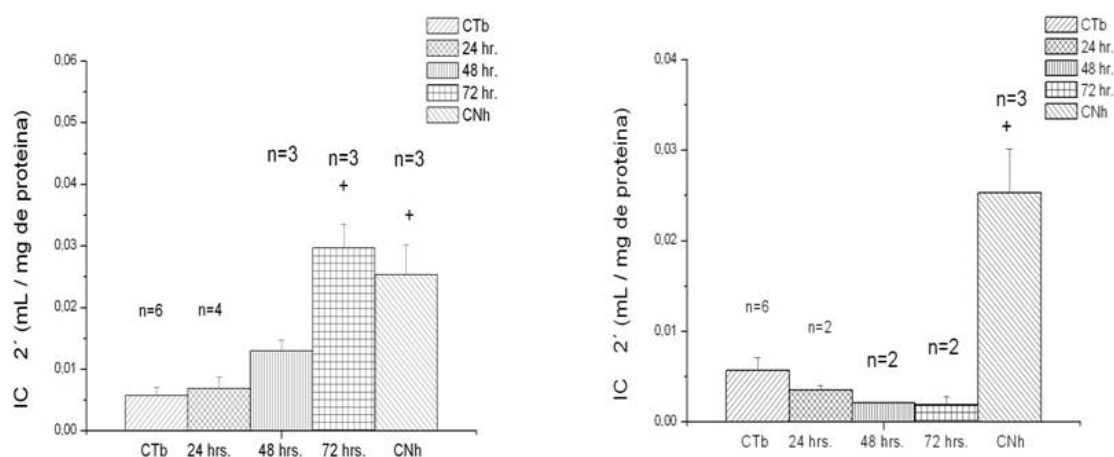 CTb
24 hr.
48 hr.
72 hr.
CNh
IC 2´ (mL / mg de proteina)
0,06
0,05
0,04
0,03
0,02
0,01
0,00
n=6
n=4
n=3
n=3
+
n=3
+
CTb 24 hrs. 48 hrs. 72 hrs. CNh
CTb
24 hr.
48 hr.
72 hr.
CNh
IC 2´ (mL / mg de proteina)
0,04
0,03
0,02
0,01
0,00
n=6
n=2
n=2
n=2
n=3
+
CTb 24 hrs. 48 hrs. 72 hrs. CNh